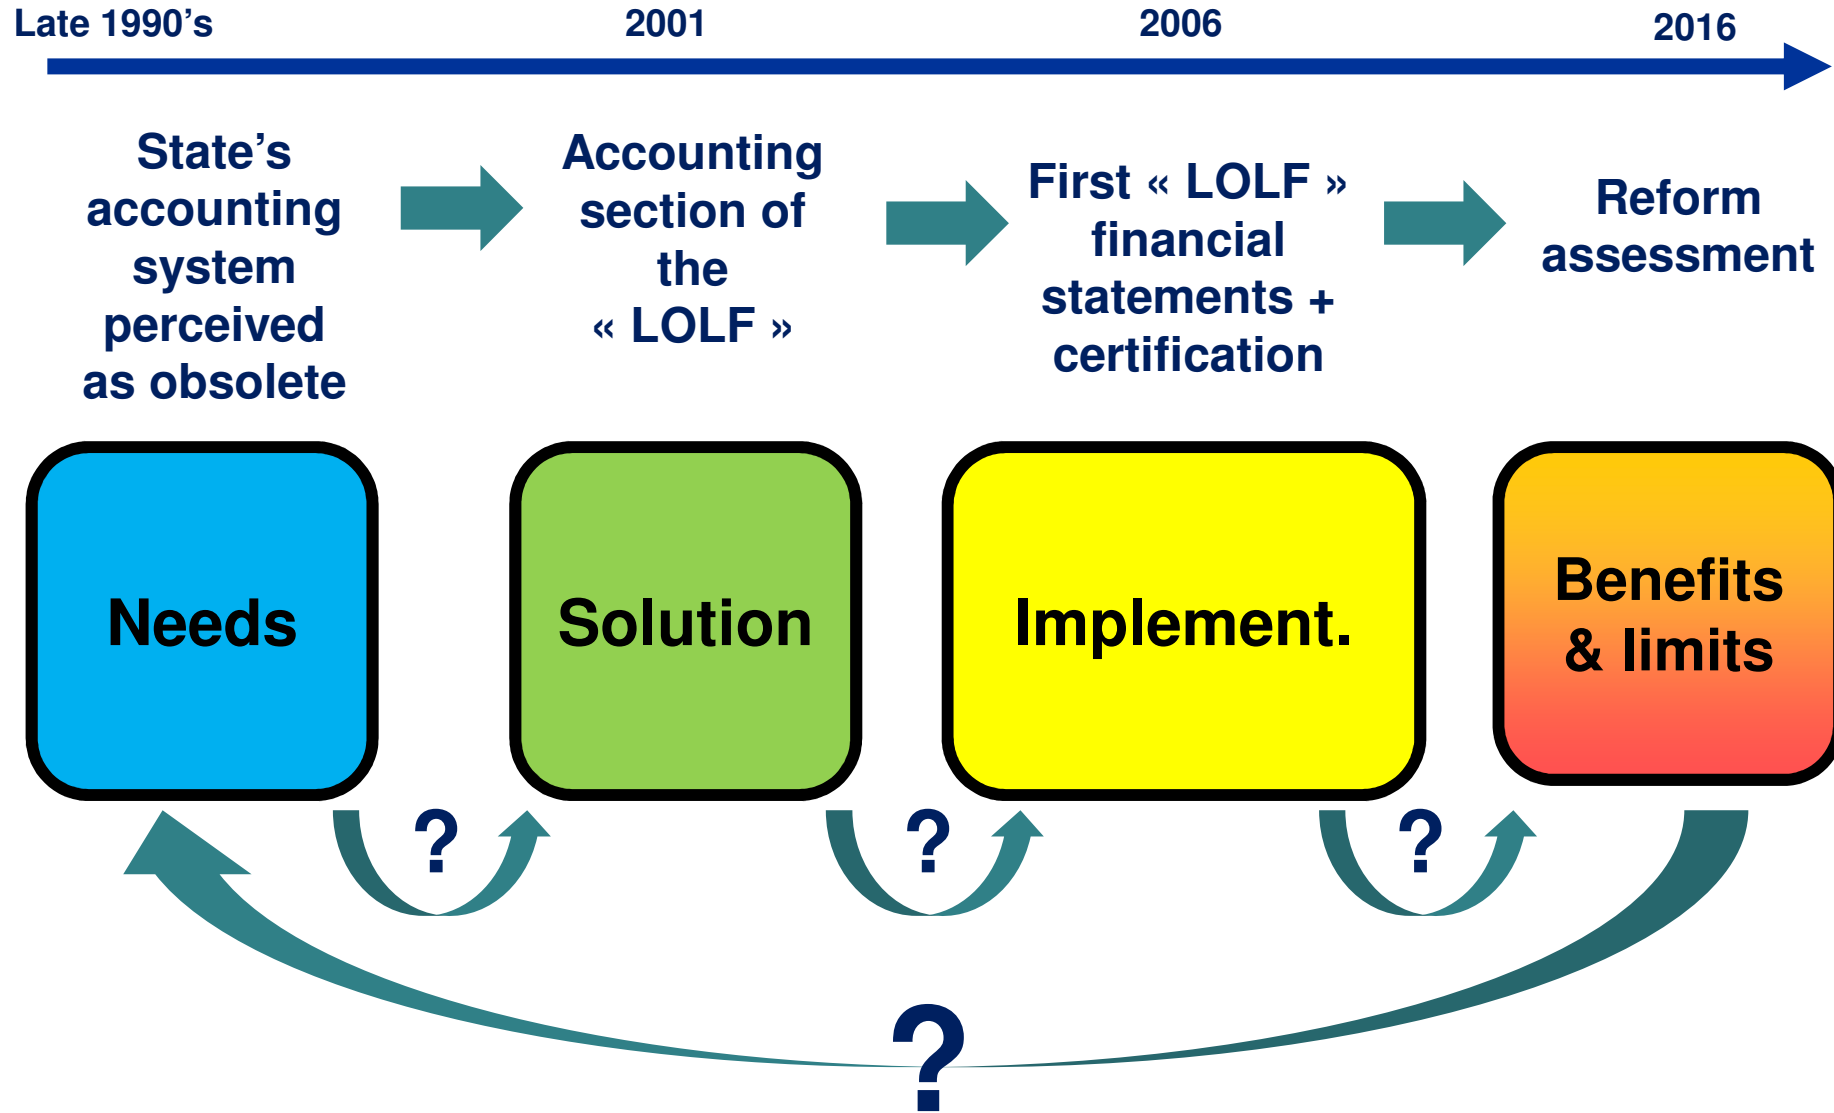 Late 1990’s
2001
2006
2016
State’s
accounting
system
perceived
as obsolete
Accounting
section of
the
« LOLF »
First « LOLF »
financial
statements +
certification
Reform
assessment
Needs
Solution
Implement.
Benefits
& limits
?
?
?
?